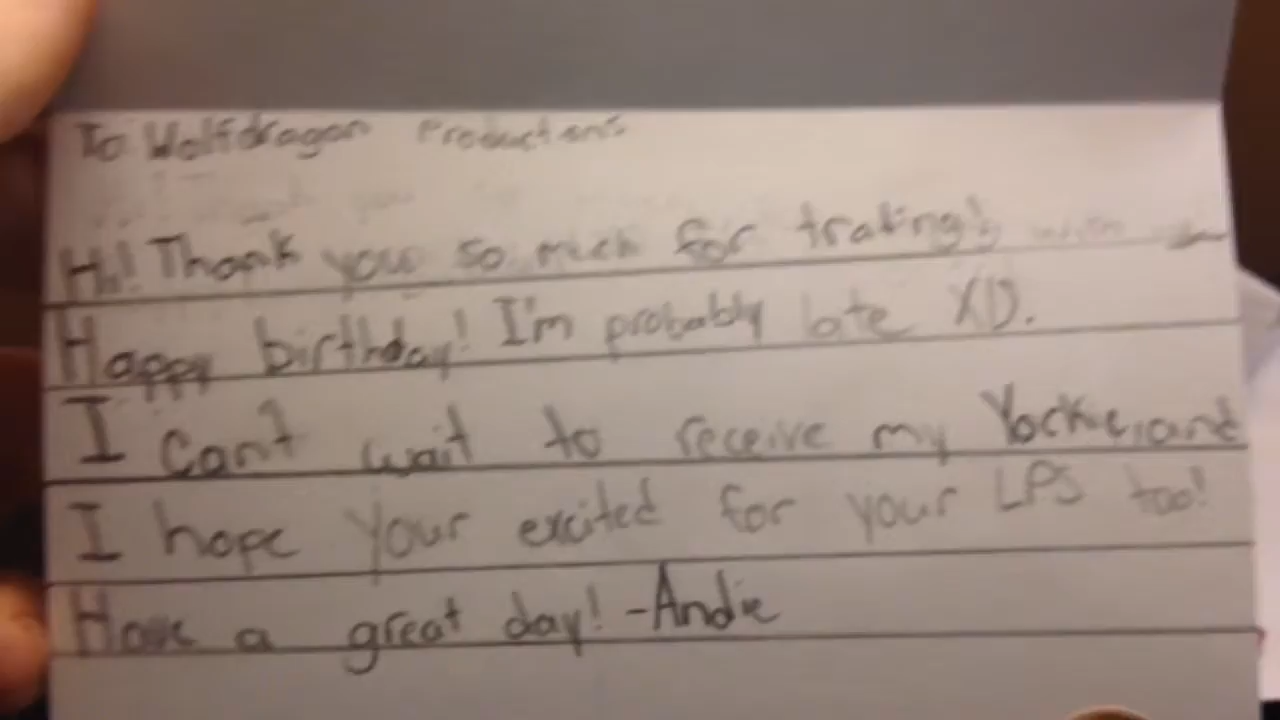 To Wolfdragon Productions
Hi! Thank you so much for trading!
Happy birthday! I'm probably late XD.
I can't wait to receive my Yorkie, and
I hope your excited for your LPS too!
Have a great day! -Andie